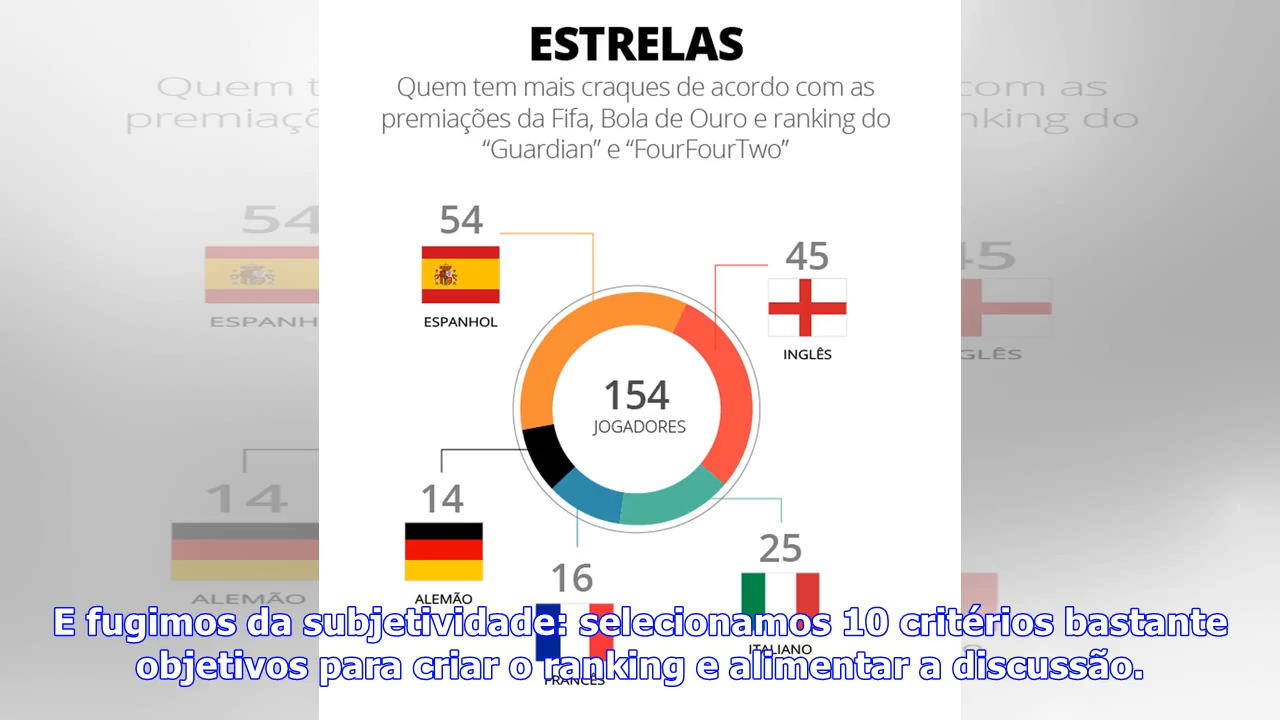 ESTRELAS
Quem tem mais craques de acordo com as
premiações da Fifa, Bola de Ouro e ranking do
“Guardian” e “FourFourTwo”
54
ESPANHOL
45
INGLÊS
154
JOGADORES
14
ALEMÃO
16
FRANCÊS
25
ITALIANO
E fugimos da subjetividade: selecionamos 10 critérios bastante
objetivos para criar o ranking e alimentar a discussão.